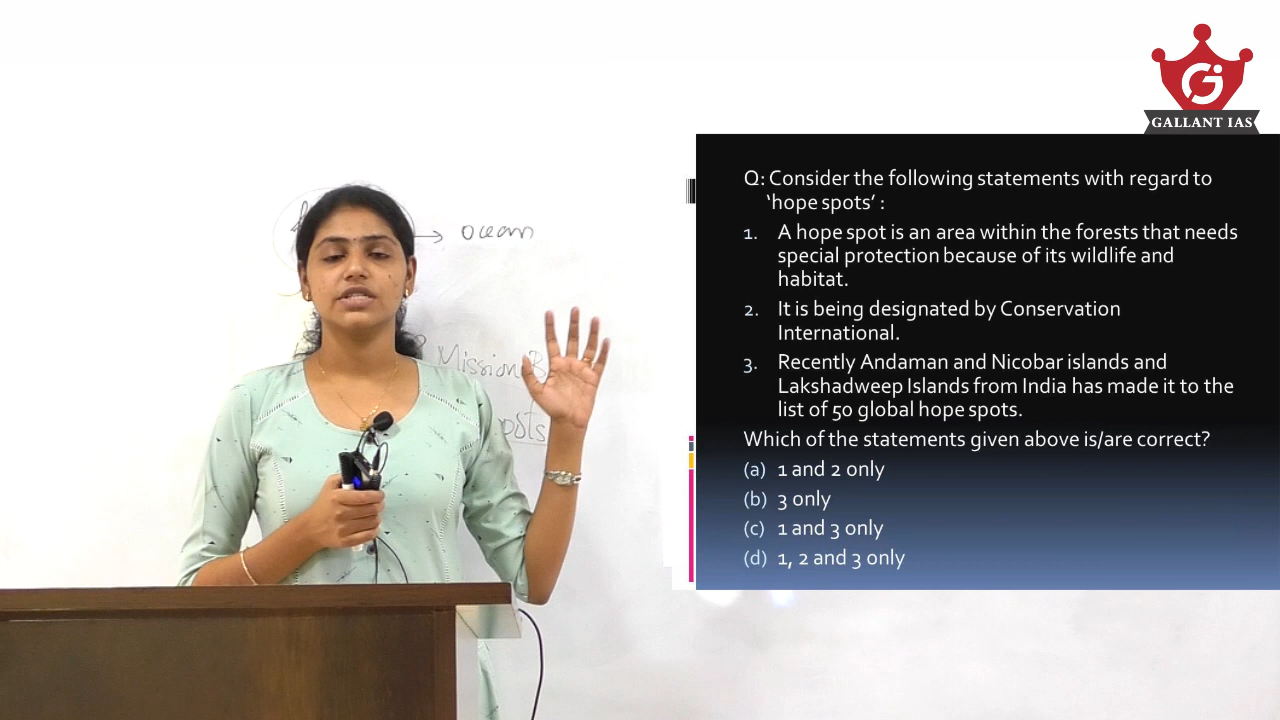 GALLANT IAS
Q: Consider the following statements with regard to
'hope spots' :
1. A hope spot is an area within the forests that needs
special protection because of its wildlife and
habitat.
2. It is being designated by Conservation
International.
3. Recently Andaman and Nicobar islands and
Lakshadweep Islands from India has made it to the
list of 50 global hope spots.
Which of the statements given above is/are correct?
(a) 1 and 2 only
(b) 3 only
(c) 1 and 3 only
(d) 1, 2 and 3 only
→ ocean
Mission B